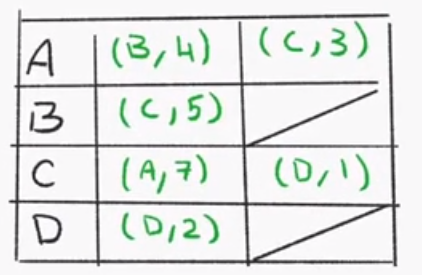 A (B,4) (C,3)
B (C,5)
C (A,7) (D,1)
D (D,2)